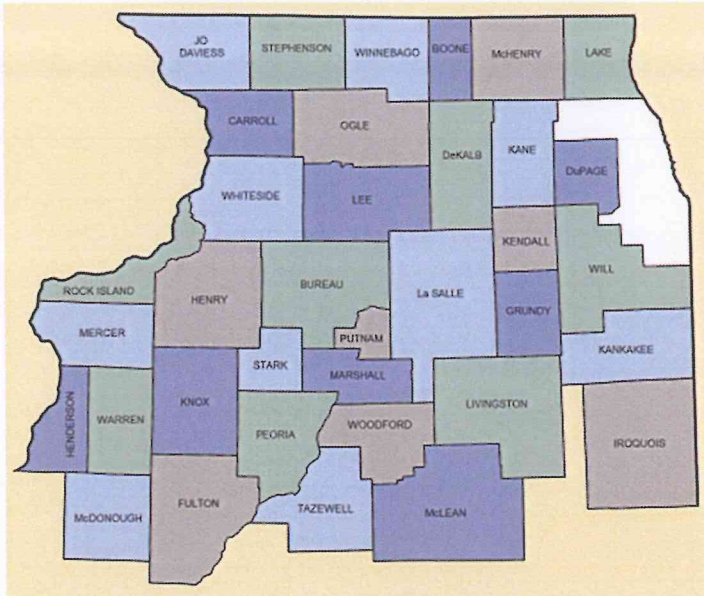 JO
DAVIESS
STEPHENSON
WINNEBAGO
BOONE
McHENRY
LAKE
CARROLL
OGLE
DeKALB
KANE
DuPAGE
WHITESIDE
LEE
KENDALL
ROCK ISLAND
HENRY
BUREAU
La SALLE
WILL
GRUNDY
MERCER
PUTNAM
STARK
MARSHALL
KANKAKEE
HENDERSON
WARREN
KNOX
PEORIA
WOODFORD
LIVINGSTON
IROQUOIS
McDONOUGH
FULTON
TAZEWELL
McLEAN